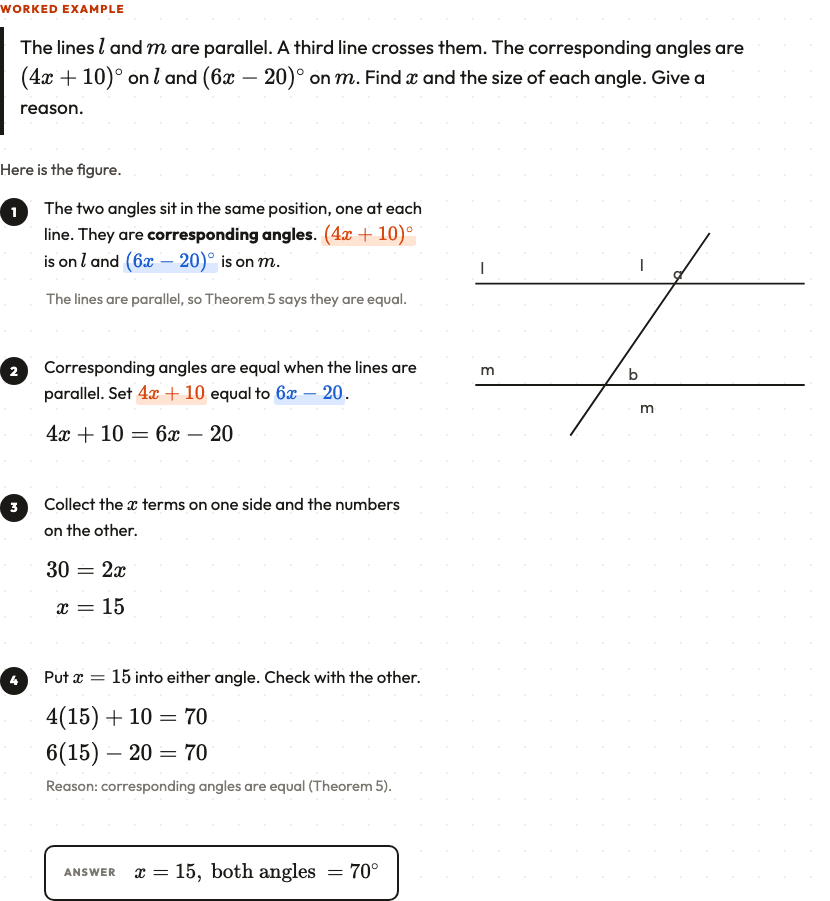 WORKED EXAMPLE
The lines l and m are parallel. A third line crosses them. The corresponding angles are
(4x + 10)° on l and (6x − 20)° on m. Find x and the size of each angle. Give a
reason.
Here is the figure.
1
The two angles sit in the same position, one at each
line. They are corresponding angles. (4x + 10)°
is on l and (6x − 20)° is on m.
The lines are parallel, so Theorem 5 says they are equal.
2
Corresponding angles are equal when the lines are
parallel. Set 4x + 10 equal to 6x − 20.
4x + 10 = 6x − 20
3
Collect the x terms on one side and the numbers
on the other.
30 = 2x
x = 15
4
Put x = 15 into either angle. Check with the other.
4(15) + 10 = 70
6(15) − 20 = 70
Reason: corresponding angles are equal (Theorem 5).
ANSWER x = 15, both angles = 70°
l
l
a
m
b
m